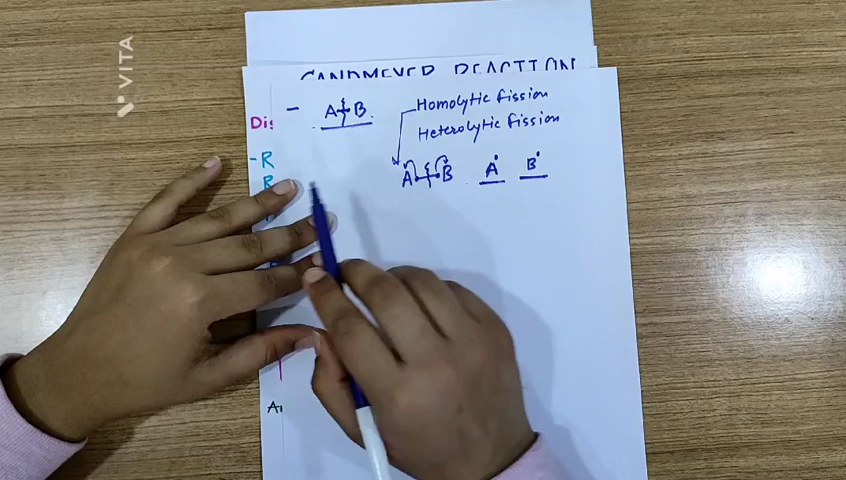 VITA
SANDMEYER REACTION
Dis
- A B
Homolytic fission
Heterolytic fission
A B A• B•
- R
R